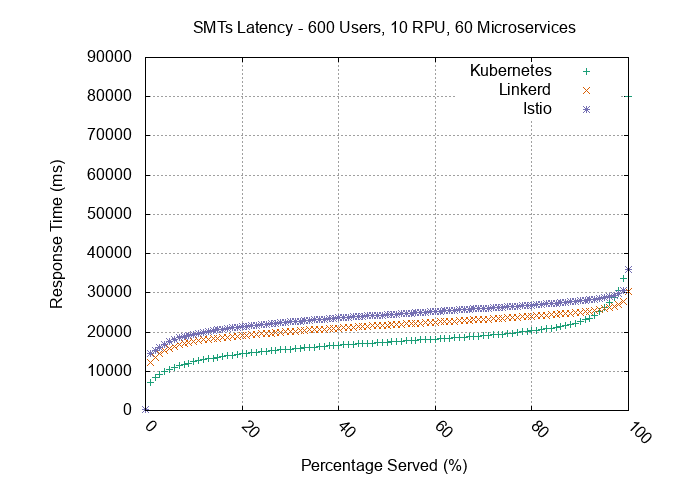 SMTs Latency - 600 Users, 10 RPU, 60 Microservices
90000
80000
70000
60000
50000
40000
30000
20000
10000
0
Response Time (ms)
Kubernetes
Linkerd
Istio
0
20
40
60
80
100
Percentage Served (%)